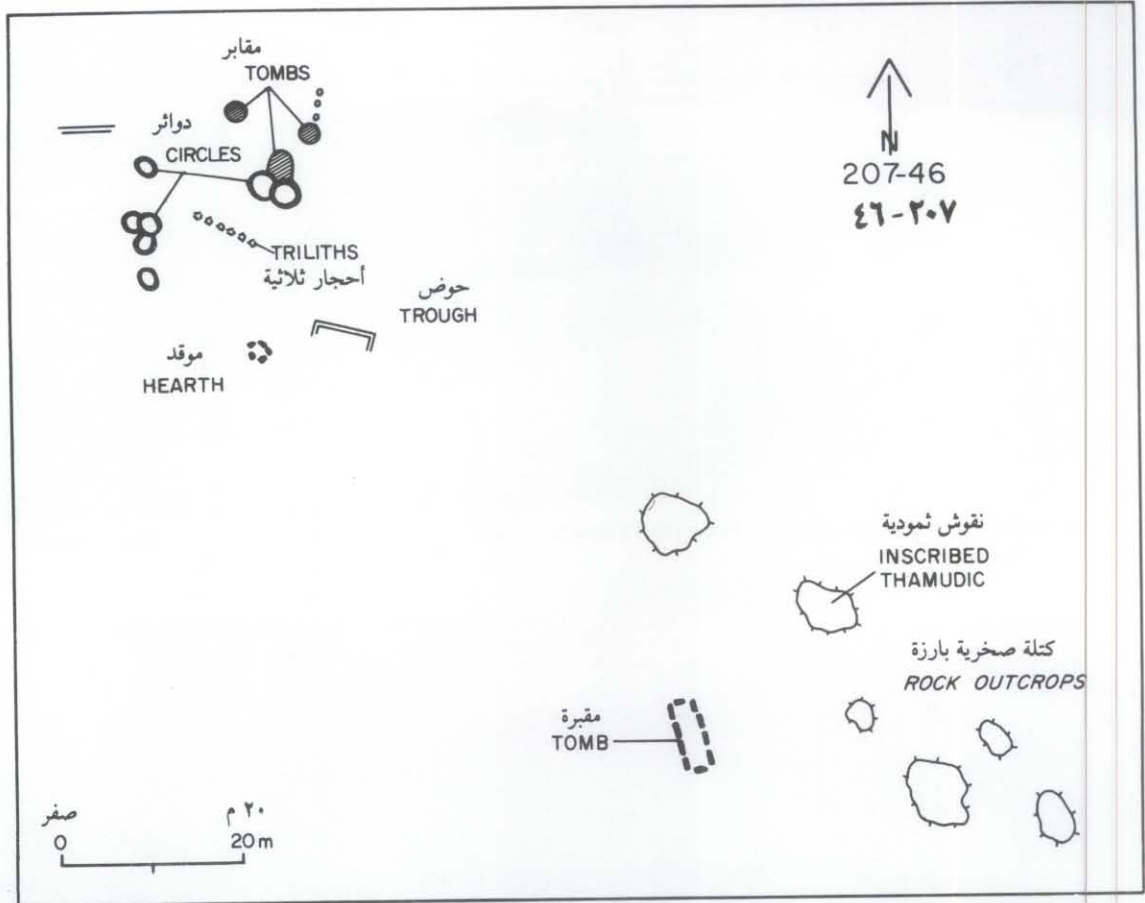 مقابر
TOMBS
دوائر
CIRCLES
N
207-46
٢٠٧-٤٦
TRILITHS
أحجار ثلاثية
حوض
TROUGH
موقد
HEARTH
نقوش ثمودية
INSCRIBED
THAMUDIC
كتلة صخرية بارزة
ROCK OUTCROPS
مقبرة
TOMB
صفر
٢٠ م
0
20m